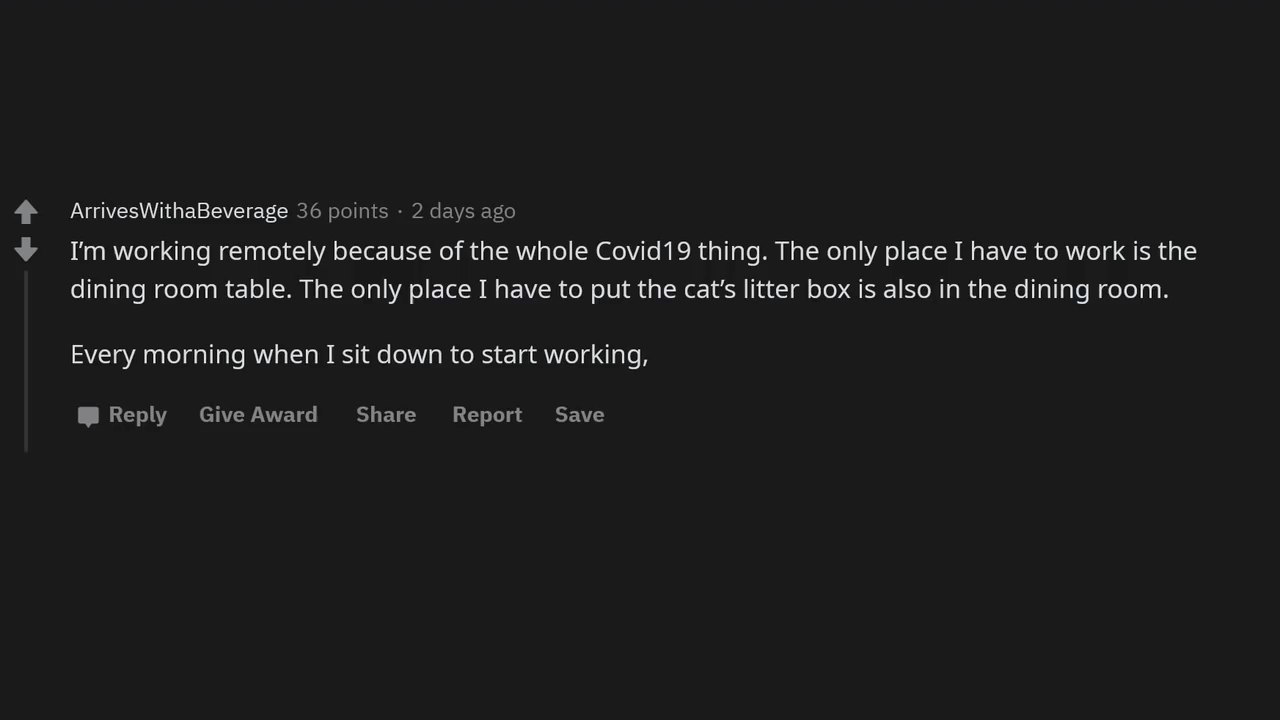 ArrivesWithaBeverage 36 points · 2 days ago
I’m working remotely because of the whole Covid19 thing. The only place I have to work is the
dining room table. The only place I have to put the cat’s litter box is also in the dining room.
Every morning when I sit down to start working,
Reply Give Award Share Report Save